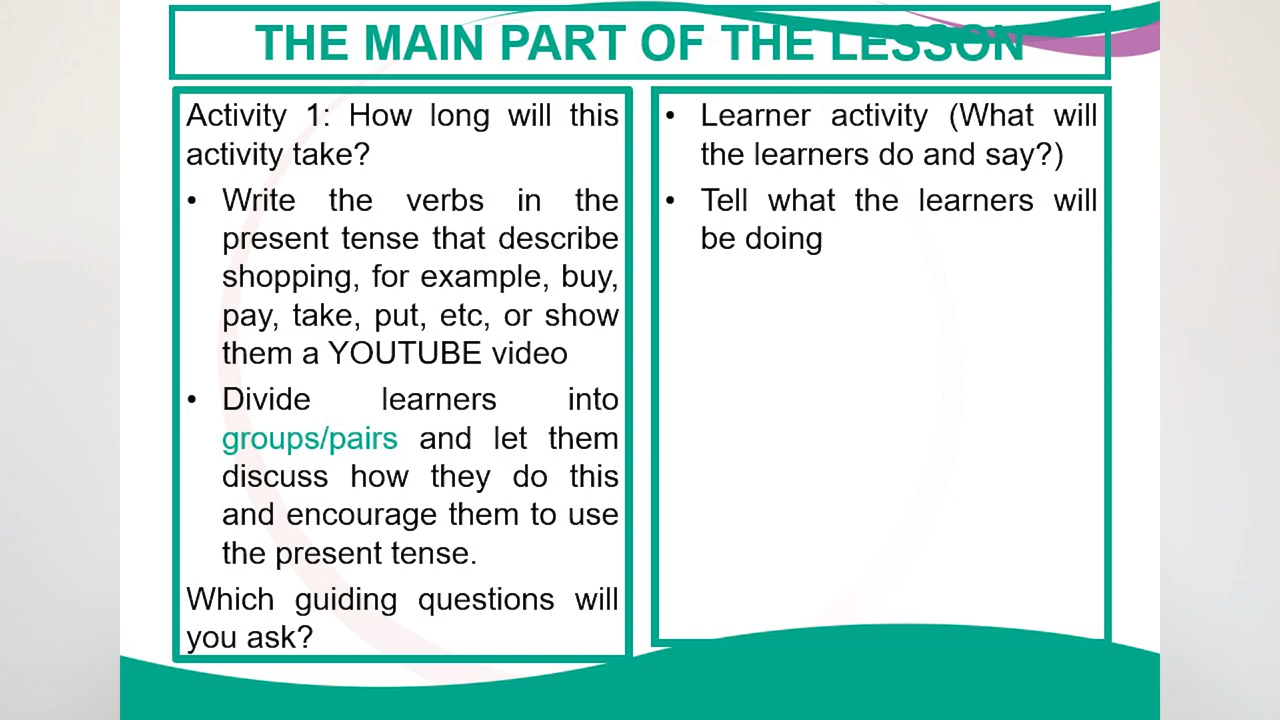 THE MAIN PART OF THE LESSON
Activity 1: How long will this
activity take?
• Write the verbs in the
present tense that describe
shopping, for example, buy,
pay, take, put, etc, or show
them a YOUTUBE video
• Divide learners into
groups/pairs and let them
discuss how they do this
and encourage them to use
the present tense.
Which guiding questions will
you ask?
• Learner activity (What will
the learners do and say?)
• Tell what the learners will
be doing